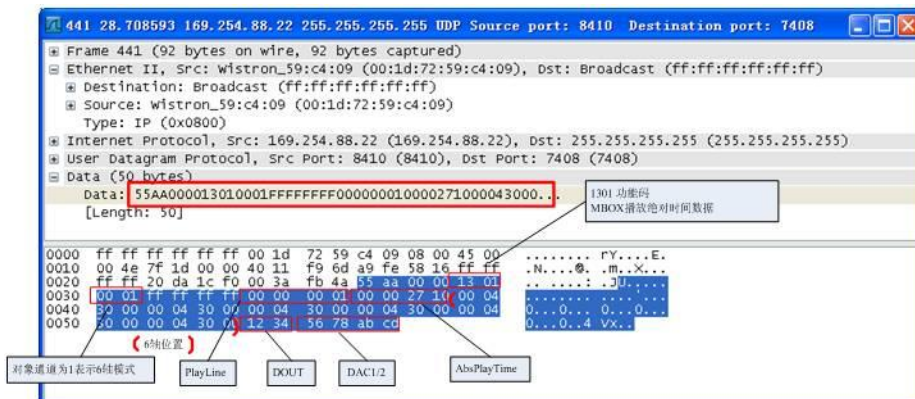 441 28.708593 169.254.88.22 255.255.255.255 UDP Source port: 8410 Destination port: 7408
Frame 441 (92 bytes on wire, 92 bytes captured)
Ethernet II, Src: Wistron_59:c4:09 (00:1d:72:59:c4:09), Dst: Broadcast (ff:ff:ff:ff:ff:ff)
Destination: Broadcast (ff:ff:ff:ff:ff:ff)
Source: Wistron_59:c4:09 (00:1d:72:59:c4:09)
Type: IP (0x0800)
Internet Protocol, Src: 169.254.88.22 (169.254.88.22), Dst: 255.255.255.255 (255.255.255.255)
User Datagram Protocol, Src Port: 8410 (8410), Dst Port: 7408 (7408)
Data (50 bytes)
Data: 55AA000013010001FFFFFFFF000000010000271000043000...
[Length: 50]
1301 功能码
MBOX播放绝对时间数据
0000 ff ff ff ff ff ff 00 1d 72 59 c4 09 08 00 45 00 ........ rY....E.
0010 00 4e 7f 1d 00 00 40 11 f9 6d a9 fe 58 16 ff ff .N....@. .m..X...
0020 ff ff 20 da 1c f0 00 3a fb 4a 55 aa 00 00 13 01 .. ....: .JU.....
0030 00 01 ff ff ff ff 00 00 00 01 00 00 27 10 00 04 ........ ........
0040 30 00 00 04 30 00 00 04 30 00 00 04 30 00 00 04 0...0... 0...0...
0050 30 00 00 04 30 00 12 34 56 78 ab cd 0...0..4 Vx..
(6轴位置)
对象通道为1表示6轴模式
PlayLine
DOUT
DAC1/2
AbsPlayTime